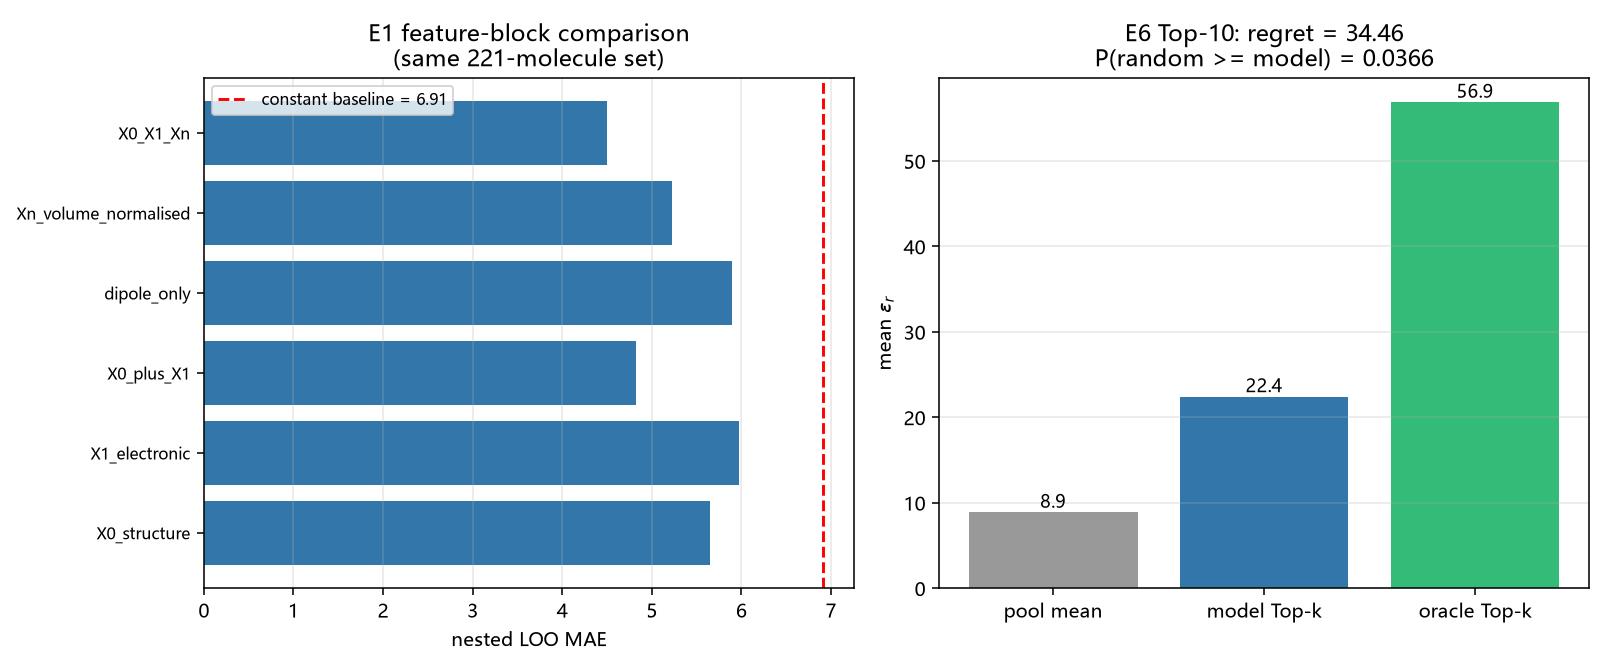 E1 feature-block comparison
(same 221-molecule set)
constant baseline = 6.91
X0_X1_Xn
Xn_volume_normalised
dipole_only
X0_plus_X1
X1_electronic
X0_structure
0 1 2 3 4 5 6 7
nested LOO MAE
E6 Top-10: regret = 34.46
P(random >= model) = 0.0366
mean εr
50
40
30
20
10
0
8.9
22.4
56.9
pool mean
model Top-k
oracle Top-k